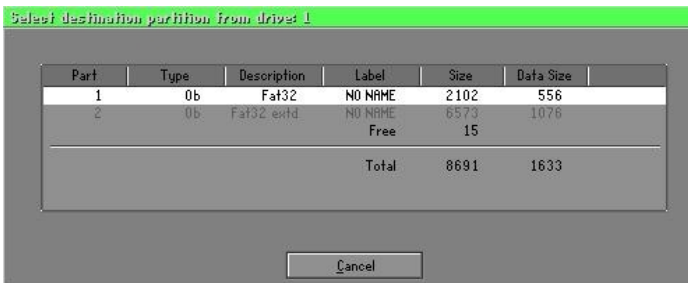 Select destination partition from drive: 1
Part Type Description Label Size Data Size
1 0b Fat32 NO NAME 2102 556
2 0b Fat32 extd NO NAME 6573 1076
Free 15
Total 8691 1633
Cancel